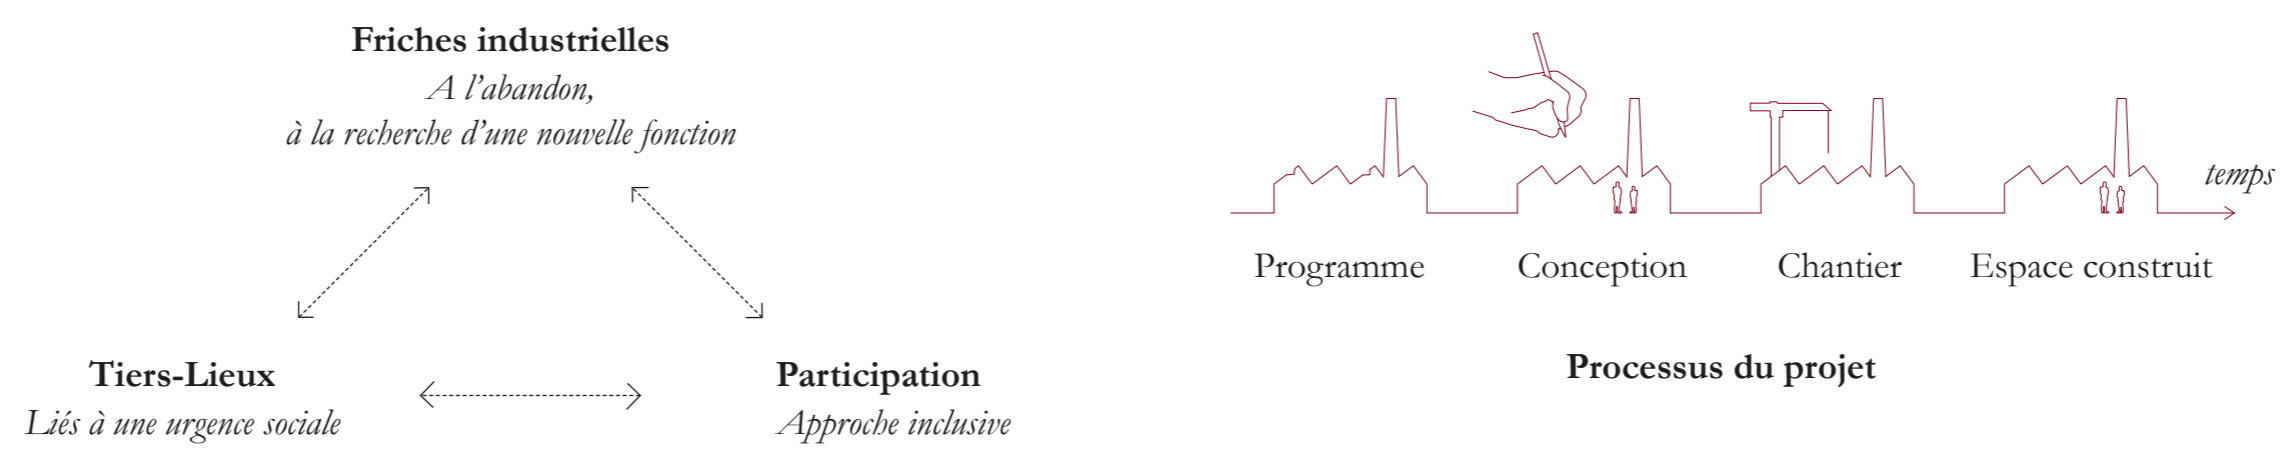 Friches industrielles
A l’abandon,
à la recherche d’une nouvelle fonction
Tiers-Lieux
Liés à une urgence sociale
Participation
Approche inclusive
temps
Programme
Conception
Chantier
Espace construit
Processus du projet